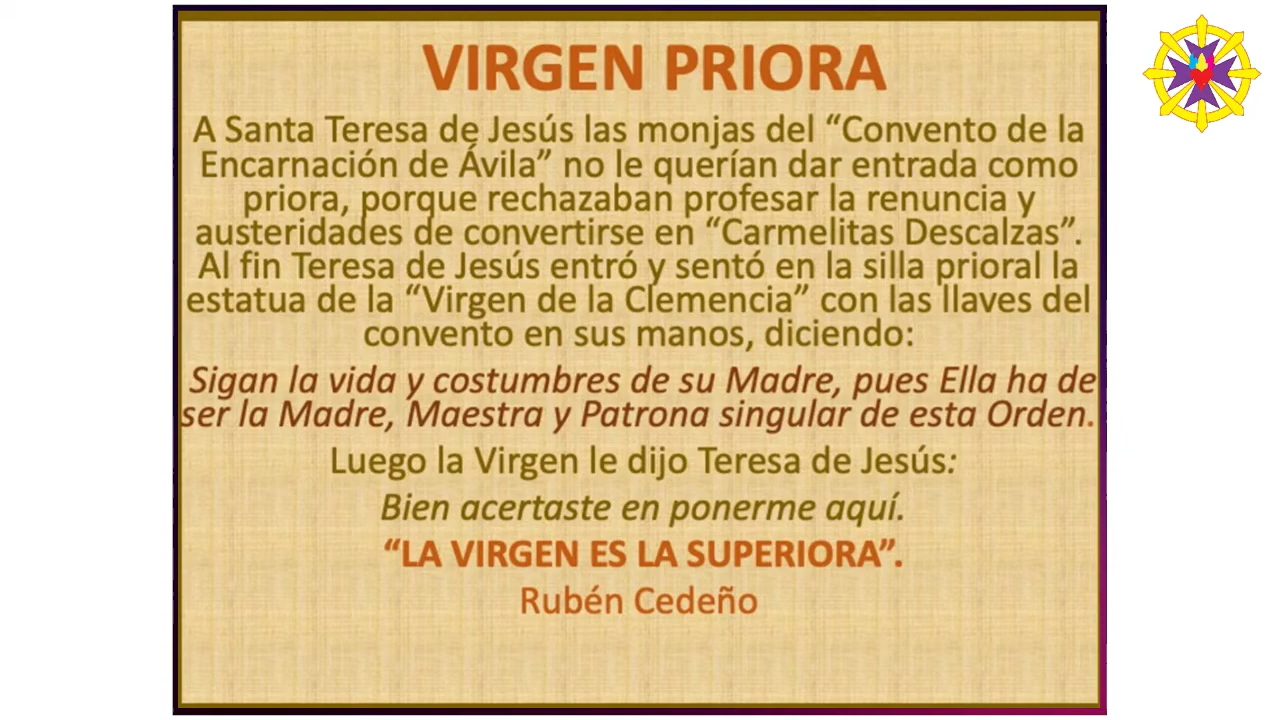 VIRGEN PRIORA
A Santa Teresa de Jesús las monjas del “Convento de la
Encarnación de Ávila” no le querían dar entrada como
priora, porque rechazaban profesar la renuncia y
austeridades de convertirse en “Carmelitas Descalzas”.
Al fin Teresa de Jesús entró y sentó en la silla prioral la
estatua de la “Virgen de la Clemencia” con las llaves del
convento en sus manos, diciendo:
Sigan la vida y costumbres de su Madre, pues Ella ha de
ser la Madre, Maestra y Patrona singular de esta Orden.
Luego la Virgen le dijo Teresa de Jesús:
Bien acertaste en ponerme aquí.
“LA VIRGEN ES LA SUPERIORA”.
Rubén Cedeño